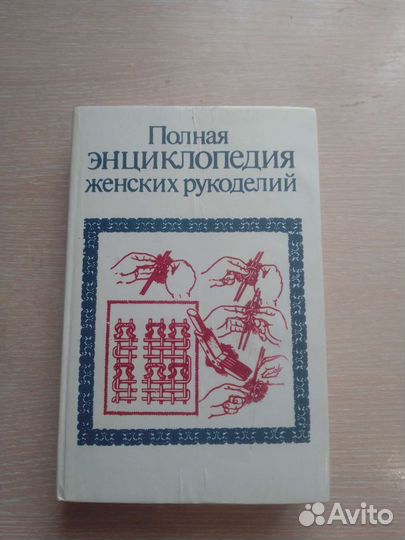 Полная
энциклопедия
женских рукоделий
Avito